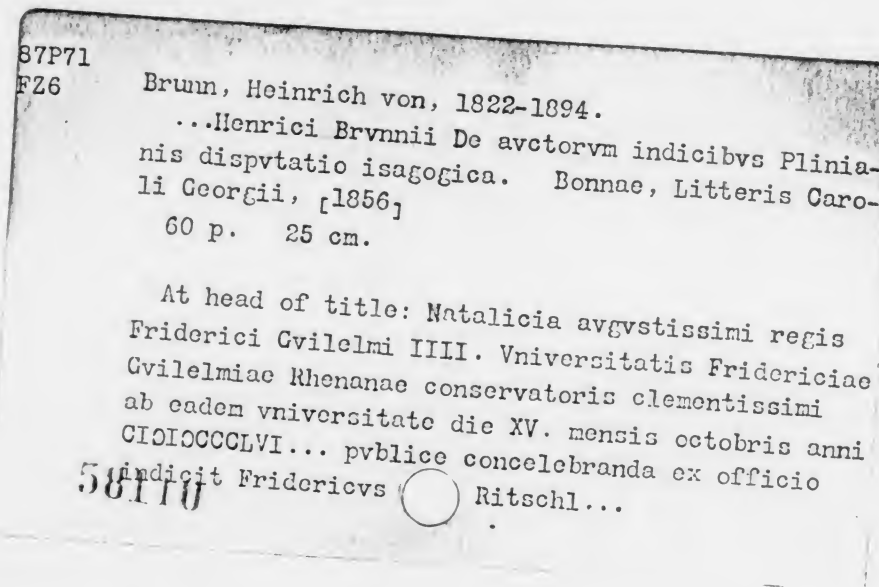 87P71
FZ6 Brunn, Heinrich von, 1822-1894.
...Henrici Brvnnii De avctorvm indicibvs Plinia-
nis dispvtatio isagogica. Bonnae, Litteris Caro-
li Georgii, [1856]
60 p. 25 cm.
At head of title: Natalicia avgvstissimi regis
Friderici Gvilelmi IIII. Vniversitatis Fridericiae
Gvilelmiae Rhenanae conservatoris clementissimi
ab eadem vniversitate die XV. mensis octobris anni
CIƆIƆCCCLVI... pvblice concelebranda ex officio
indicit Fridericvs Ritschl...